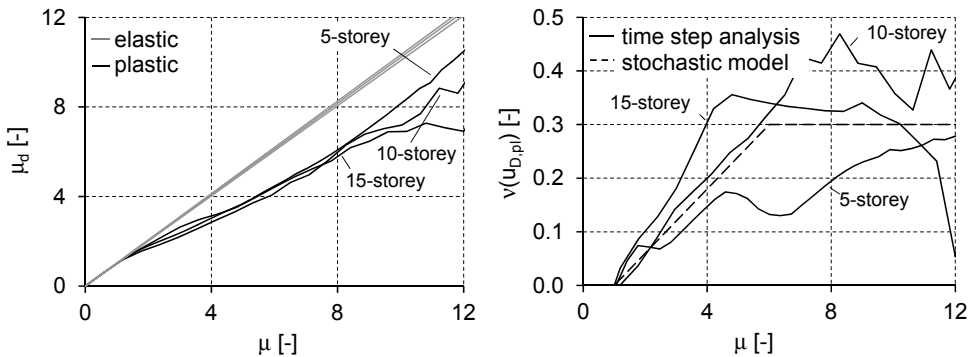 12
8
4
0
μd [-]
elastic
plastic
5-storey
10-storey
15-storey
0
4
8
12
μ [-]
0.5
0.4
0.3
0.2
0.1
0.0
ν(uD,pl) [-]
time step analysis
stochastic model
10-storey
15-storey
5-storey
0
4
8
12
μ [-]